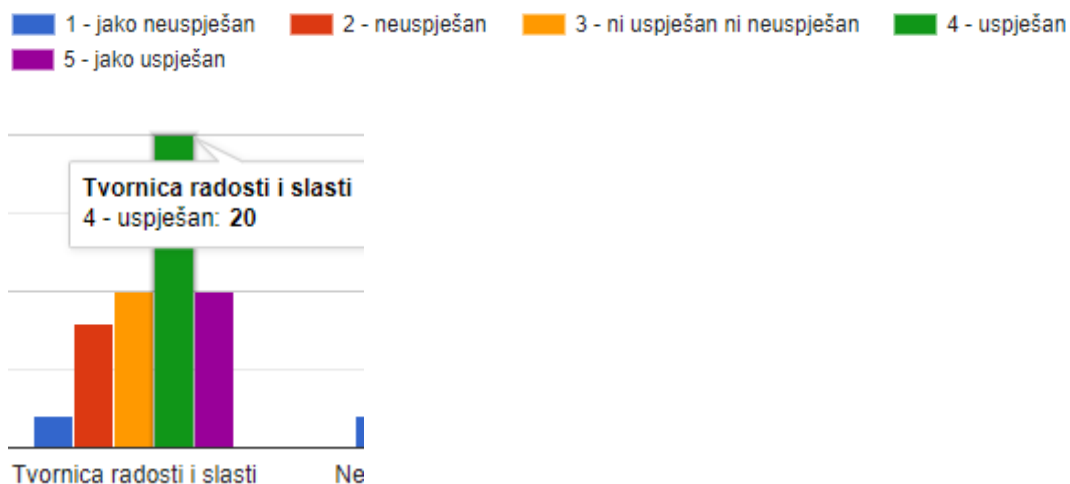 1 - jako neuspješan 2 - neuspješan 3 - ni uspješan ni neuspješan 4 - uspješan
5 - jako uspješan
Tvornica radosti i slasti
4 - uspješan: 20
Tvornica radosti i slasti Ne